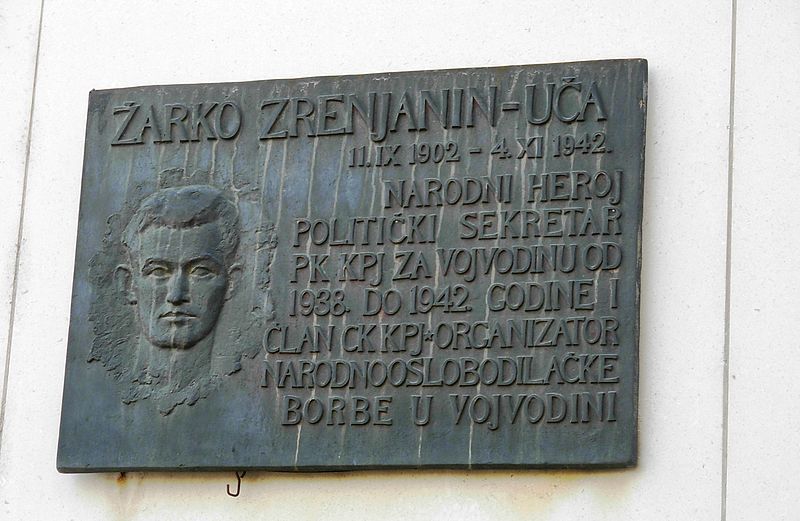 ŽARKO ZRENJANIN-UČA
11. IX 1902 - 4. XI 1942.
NARODNI HEROJ
POLITIČKI SEKRETAR
PK KPJ ZA VOJVODINU OD
1938. DO 1942. GODINE I
ČLAN CK KPJ*ORGANIZATOR
NARODNOOSLOBODILAČKE
BORBE U VOJVODINI